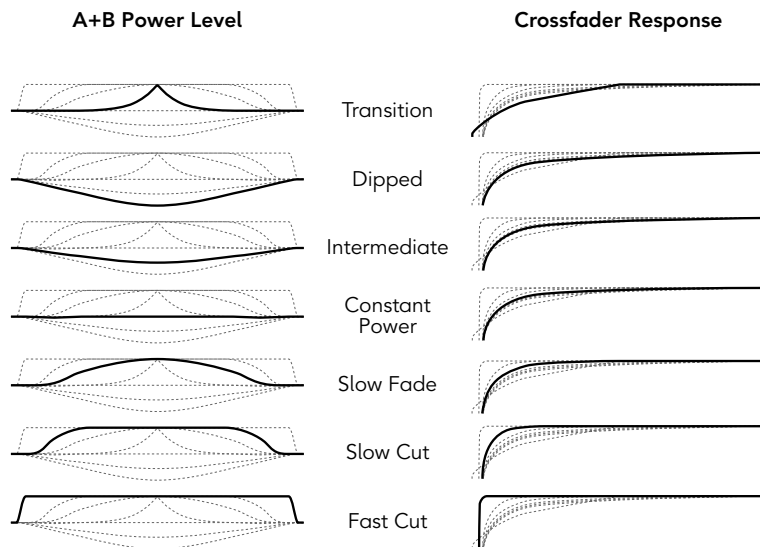 A+B Power Level
Crossfader Response
Transition
Dipped
Intermediate
Constant
Power
Slow Fade
Slow Cut
Fast Cut